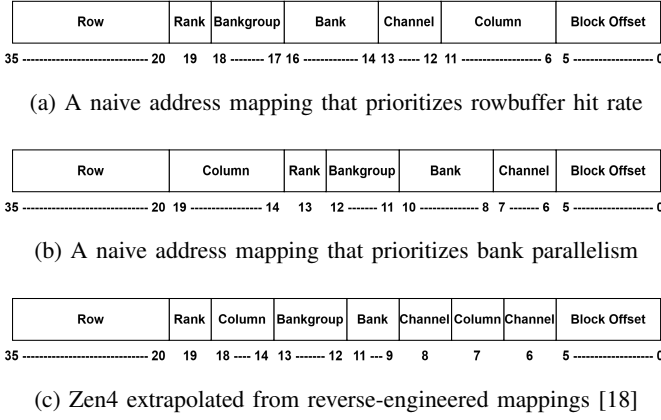 Row Rank Bankgroup Bank Channel Column Block Offset
35 ---------------------- 20 19 18 -------- 17 16 ------------- 14 13 ----- 12 11 --------------- 6 5 ------------- 0
(a) A naive address mapping that prioritizes rowbuffer hit rate
Row Column Rank Bankgroup Bank Channel Block Offset
35 ---------------------- 20 19 ---------------- 14 13 12 ------- 11 10 ------------- 8 7 ------- 6 5 ------------- 0
(b) A naive address mapping that prioritizes bank parallelism
Row Rank Column Bankgroup Bank Channel Column Channel Block Offset
35 ---------------------- 20 19 18 ---- 14 13 ------- 12 11 --- 9 8 7 6 5 ------------- 0
(c) Zen4 extrapolated from reverse-engineered mappings [18]